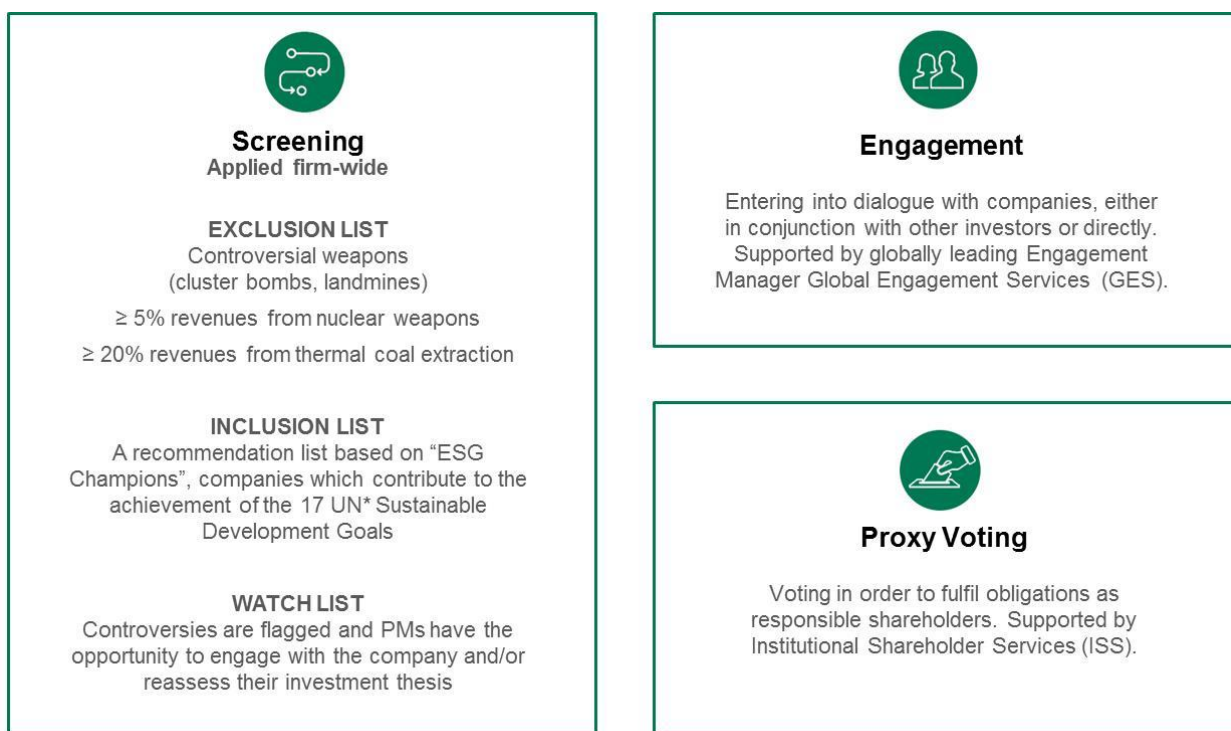 Screening
Applied firm-wide
EXCLUSION LIST
Controversial weapons
(cluster bombs, landmines)
≥ 5% revenues from nuclear weapons
≥ 20% revenues from thermal coal extraction
INCLUSION LIST
A recommendation list based on “ESG
Champions”, companies which contribute to the
achievement of the 17 UN* Sustainable
Development Goals
WATCH LIST
Controversies are flagged and PMs have the
opportunity to engage with the company and/or
reassess their investment thesis
Engagement
Entering into dialogue with companies, either
in conjunction with other investors or directly.
Supported by globally leading Engagement
Manager Global Engagement Services (GES).
Proxy Voting
Voting in order to fulfil obligations as
responsible shareholders. Supported by
Institutional Shareholder Services (ISS).